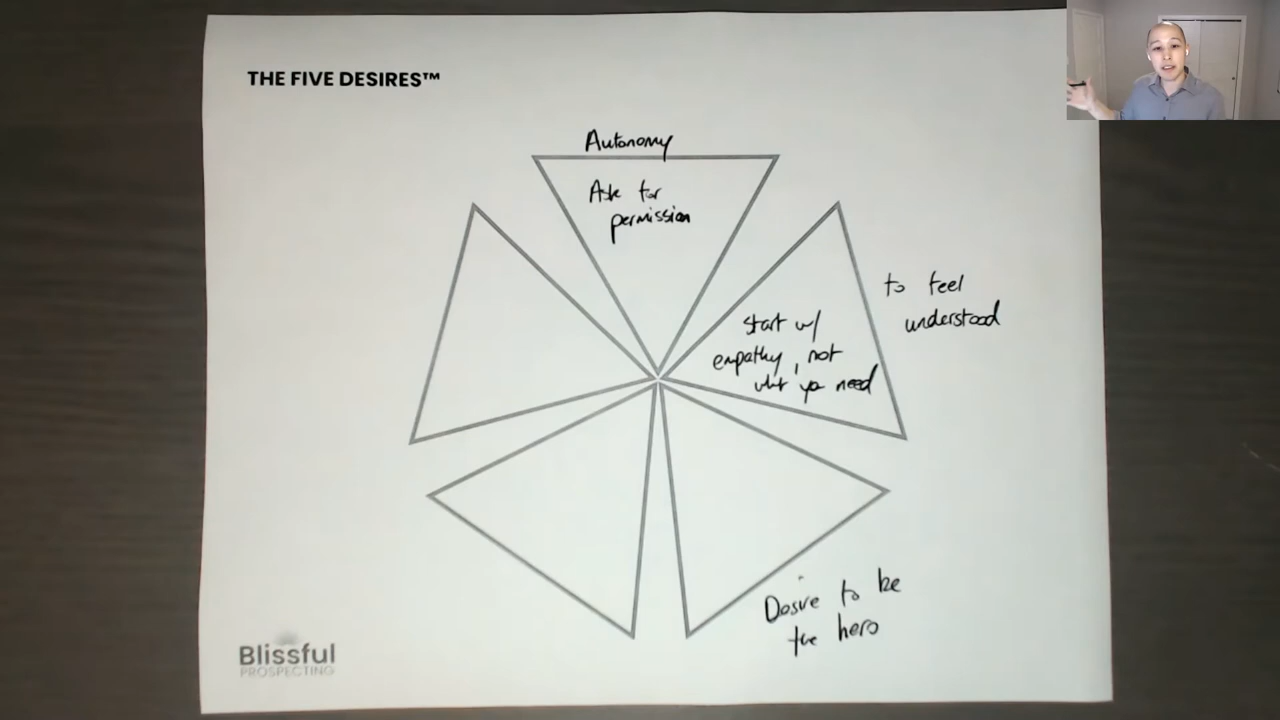 THE FIVE DESIRES™
Autonomy
Ask for
permission
to feel
understood
start w/
empathy, not
what you need
Desire to be
the hero
Blissful
PROSPECTING